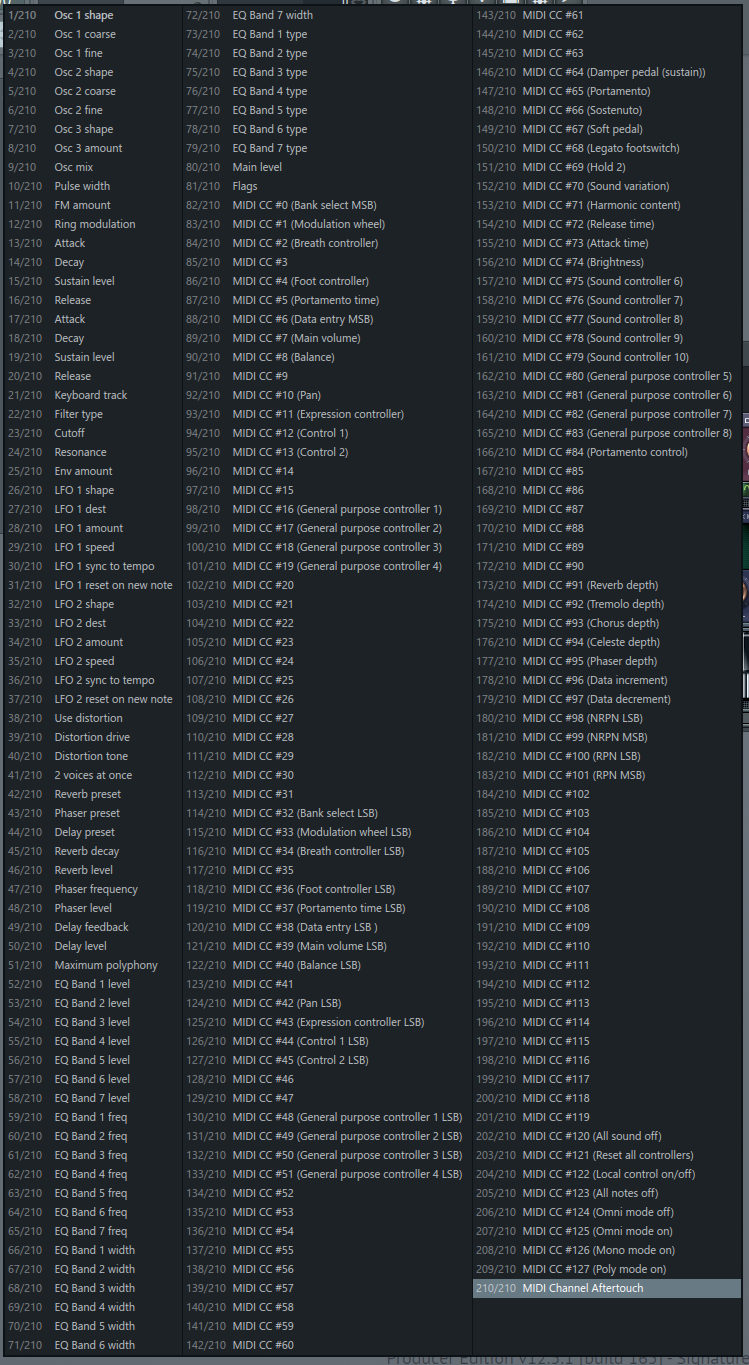 1/210 Osc 1 shape
2/210 Osc 1 coarse
3/210 Osc 1 fine
4/210 Osc 2 shape
5/210 Osc 2 coarse
6/210 Osc 2 fine
7/210 Osc 3 shape
8/210 Osc 3 amount
9/210 Osc mix
10/210 Pulse width
11/210 FM amount
12/210 Ring modulation
13/210 Attack
14/210 Decay
15/210 Sustain level
16/210 Release
17/210 Attack
18/210 Decay
19/210 Sustain level
20/210 Release
21/210 Keyboard track
22/210 Filter type
23/210 Cutoff
24/210 Resonance
25/210 Env amount
26/210 LFO 1 shape
27/210 LFO 1 dest
28/210 LFO 1 amount
29/210 LFO 1 speed
30/210 LFO 1 sync to tempo
31/210 LFO 1 reset on new note
32/210 LFO 2 shape
33/210 LFO 2 dest
34/210 LFO 2 amount
35/210 LFO 2 speed
36/210 LFO 2 sync to tempo
37/210 LFO 2 reset on new note
38/210 Use distortion
39/210 Distortion drive
40/210 Distortion tone
41/210 2 voices at once
42/210 Reverb preset
43/210 Phaser preset
44/210 Delay preset
45/210 Reverb decay
46/210 Reverb level
47/210 Phaser frequency
48/210 Phaser level
49/210 Delay feedback
50/210 Delay level
51/210 Maximum polyphony
52/210 EQ Band 1 level
53/210 EQ Band 2 level
54/210 EQ Band 3 level
55/210 EQ Band 4 level
56/210 EQ Band 5 level
57/210 EQ Band 6 level
58/210 EQ Band 7 level
59/210 EQ Band 1 freq
60/210 EQ Band 2 freq
61/210 EQ Band 3 freq
62/210 EQ Band 4 freq
63/210 EQ Band 5 freq
64/210 EQ Band 6 freq
65/210 EQ Band 7 freq
66/210 EQ Band 1 width
67/210 EQ Band 2 width
68/210 EQ Band 3 width
69/210 EQ Band 4 width
70/210 EQ Band 5 width
71/210 EQ Band 6 width
72/210 EQ Band 7 width
73/210 EQ Band 1 type
74/210 EQ Band 2 type
75/210 EQ Band 3 type
76/210 EQ Band 4 type
77/210 EQ Band 5 type
78/210 EQ Band 6 type
79/210 EQ Band 7 type
80/210 Main level
81/210 Flags
82/210 MIDI CC #0 (Bank select MSB)
83/210 MIDI CC #1 (Modulation wheel)
84/210 MIDI CC #2 (Breath controller)
85/210 MIDI CC #3
86/210 MIDI CC #4 (Foot controller)
87/210 MIDI CC #5 (Portamento time)
88/210 MIDI CC #6 (Data entry MSB)
89/210 MIDI CC #7 (Main volume)
90/210 MIDI CC #8 (Balance)
91/210 MIDI CC #9
92/210 MIDI CC #10 (Pan)
93/210 MIDI CC #11 (Expression controller)
94/210 MIDI CC #12 (Control 1)
95/210 MIDI CC #13 (Control 2)
96/210 MIDI CC #14
97/210 MIDI CC #15
98/210 MIDI CC #16 (General purpose controller 1)
99/210 MIDI CC #17 (General purpose controller 2)
100/210 MIDI CC #18 (General purpose controller 3)
101/210 MIDI CC #19 (General purpose controller 4)
102/210 MIDI CC #20
103/210 MIDI CC #21
104/210 MIDI CC #22
105/210 MIDI CC #23
106/210 MIDI CC #24
107/210 MIDI CC #25
108/210 MIDI CC #26
109/210 MIDI CC #27
110/210 MIDI CC #28
111/210 MIDI CC #29
112/210 MIDI CC #30
113/210 MIDI CC #31
114/210 MIDI CC #32 (Bank select LSB)
115/210 MIDI CC #33 (Modulation wheel LSB)
116/210 MIDI CC #34 (Breath controller LSB)
117/210 MIDI CC #35
118/210 MIDI CC #36 (Foot controller LSB)
119/210 MIDI CC #37 (Portamento time LSB)
120/210 MIDI CC #38 (Data entry LSB )
121/210 MIDI CC #39 (Main volume LSB)
122/210 MIDI CC #40 (Balance LSB)
123/210 MIDI CC #41
124/210 MIDI CC #42 (Pan LSB)
125/210 MIDI CC #43 (Expression controller LSB)
126/210 MIDI CC #44 (Control 1 LSB)
127/210 MIDI CC #45 (Control 2 LSB)
128/210 MIDI CC #46
129/210 MIDI CC #47
130/210 MIDI CC #48 (General purpose controller 1 LSB)
131/210 MIDI CC #49 (General purpose controller 2 LSB)
132/210 MIDI CC #50 (General purpose controller 3 LSB)
133/210 MIDI CC #51 (General purpose controller 4 LSB)
134/210 MIDI CC #52
135/210 MIDI CC #53
136/210 MIDI CC #54
137/210 MIDI CC #55
138/210 MIDI CC #56
139/210 MIDI CC #57
140/210 MIDI CC #58
141/210 MIDI CC #59
142/210 MIDI CC #60
143/210 MIDI CC #61
144/210 MIDI CC #62
145/210 MIDI CC #63
146/210 MIDI CC #64 (Damper pedal (sustain))
147/210 MIDI CC #65 (Portamento)
148/210 MIDI CC #66 (Sostenuto)
149/210 MIDI CC #67 (Soft pedal)
150/210 MIDI CC #68 (Legato footswitch)
151/210 MIDI CC #69 (Hold 2)
152/210 MIDI CC #70 (Sound variation)
153/210 MIDI CC #71 (Harmonic content)
154/210 MIDI CC #72 (Release time)
155/210 MIDI CC #73 (Attack time)
156/210 MIDI CC #74 (Brightness)
157/210 MIDI CC #75 (Sound controller 6)
158/210 MIDI CC #76 (Sound controller 7)
159/210 MIDI CC #77 (Sound controller 8)
160/210 MIDI CC #78 (Sound controller 9)
161/210 MIDI CC #79 (Sound controller 10)
162/210 MIDI CC #80 (General purpose controller 5)
163/210 MIDI CC #81 (General purpose controller 6)
164/210 MIDI CC #82 (General purpose controller 7)
165/210 MIDI CC #83 (General purpose controller 8)
166/210 MIDI CC #84 (Portamento control)
167/210 MIDI CC #85
168/210 MIDI CC #86
169/210 MIDI CC #87
170/210 MIDI CC #88
171/210 MIDI CC #89
172/210 MIDI CC #90
173/210 MIDI CC #91 (Reverb depth)
174/210 MIDI CC #92 (Tremolo depth)
175/210 MIDI CC #93 (Chorus depth)
176/210 MIDI CC #94 (Celeste depth)
177/210 MIDI CC #95 (Phaser depth)
178/210 MIDI CC #96 (Data increment)
179/210 MIDI CC #97 (Data decrement)
180/210 MIDI CC #98 (NRPN LSB)
181/210 MIDI CC #99 (NRPN MSB)
182/210 MIDI CC #100 (RPN LSB)
183/210 MIDI CC #101 (RPN MSB)
184/210 MIDI CC #102
185/210 MIDI CC #103
186/210 MIDI CC #104
187/210 MIDI CC #105
188/210 MIDI CC #106
189/210 MIDI CC #107
190/210 MIDI CC #108
191/210 MIDI CC #109
192/210 MIDI CC #110
193/210 MIDI CC #111
194/210 MIDI CC #112
195/210 MIDI CC #113
196/210 MIDI CC #114
197/210 MIDI CC #115
198/210 MIDI CC #116
199/210 MIDI CC #117
200/210 MIDI CC #118
201/210 MIDI CC #119
202/210 MIDI CC #120 (All sound off)
203/210 MIDI CC #121 (Reset all controllers)
204/210 MIDI CC #122 (Local control on/off)
205/210 MIDI CC #123 (All notes off)
206/210 MIDI CC #124 (Omni mode off)
207/210 MIDI CC #125 (Omni mode on)
208/210 MIDI CC #126 (Mono mode on)
209/210 MIDI CC #127 (Poly mode on)
210/210 MIDI Channel Aftertouch